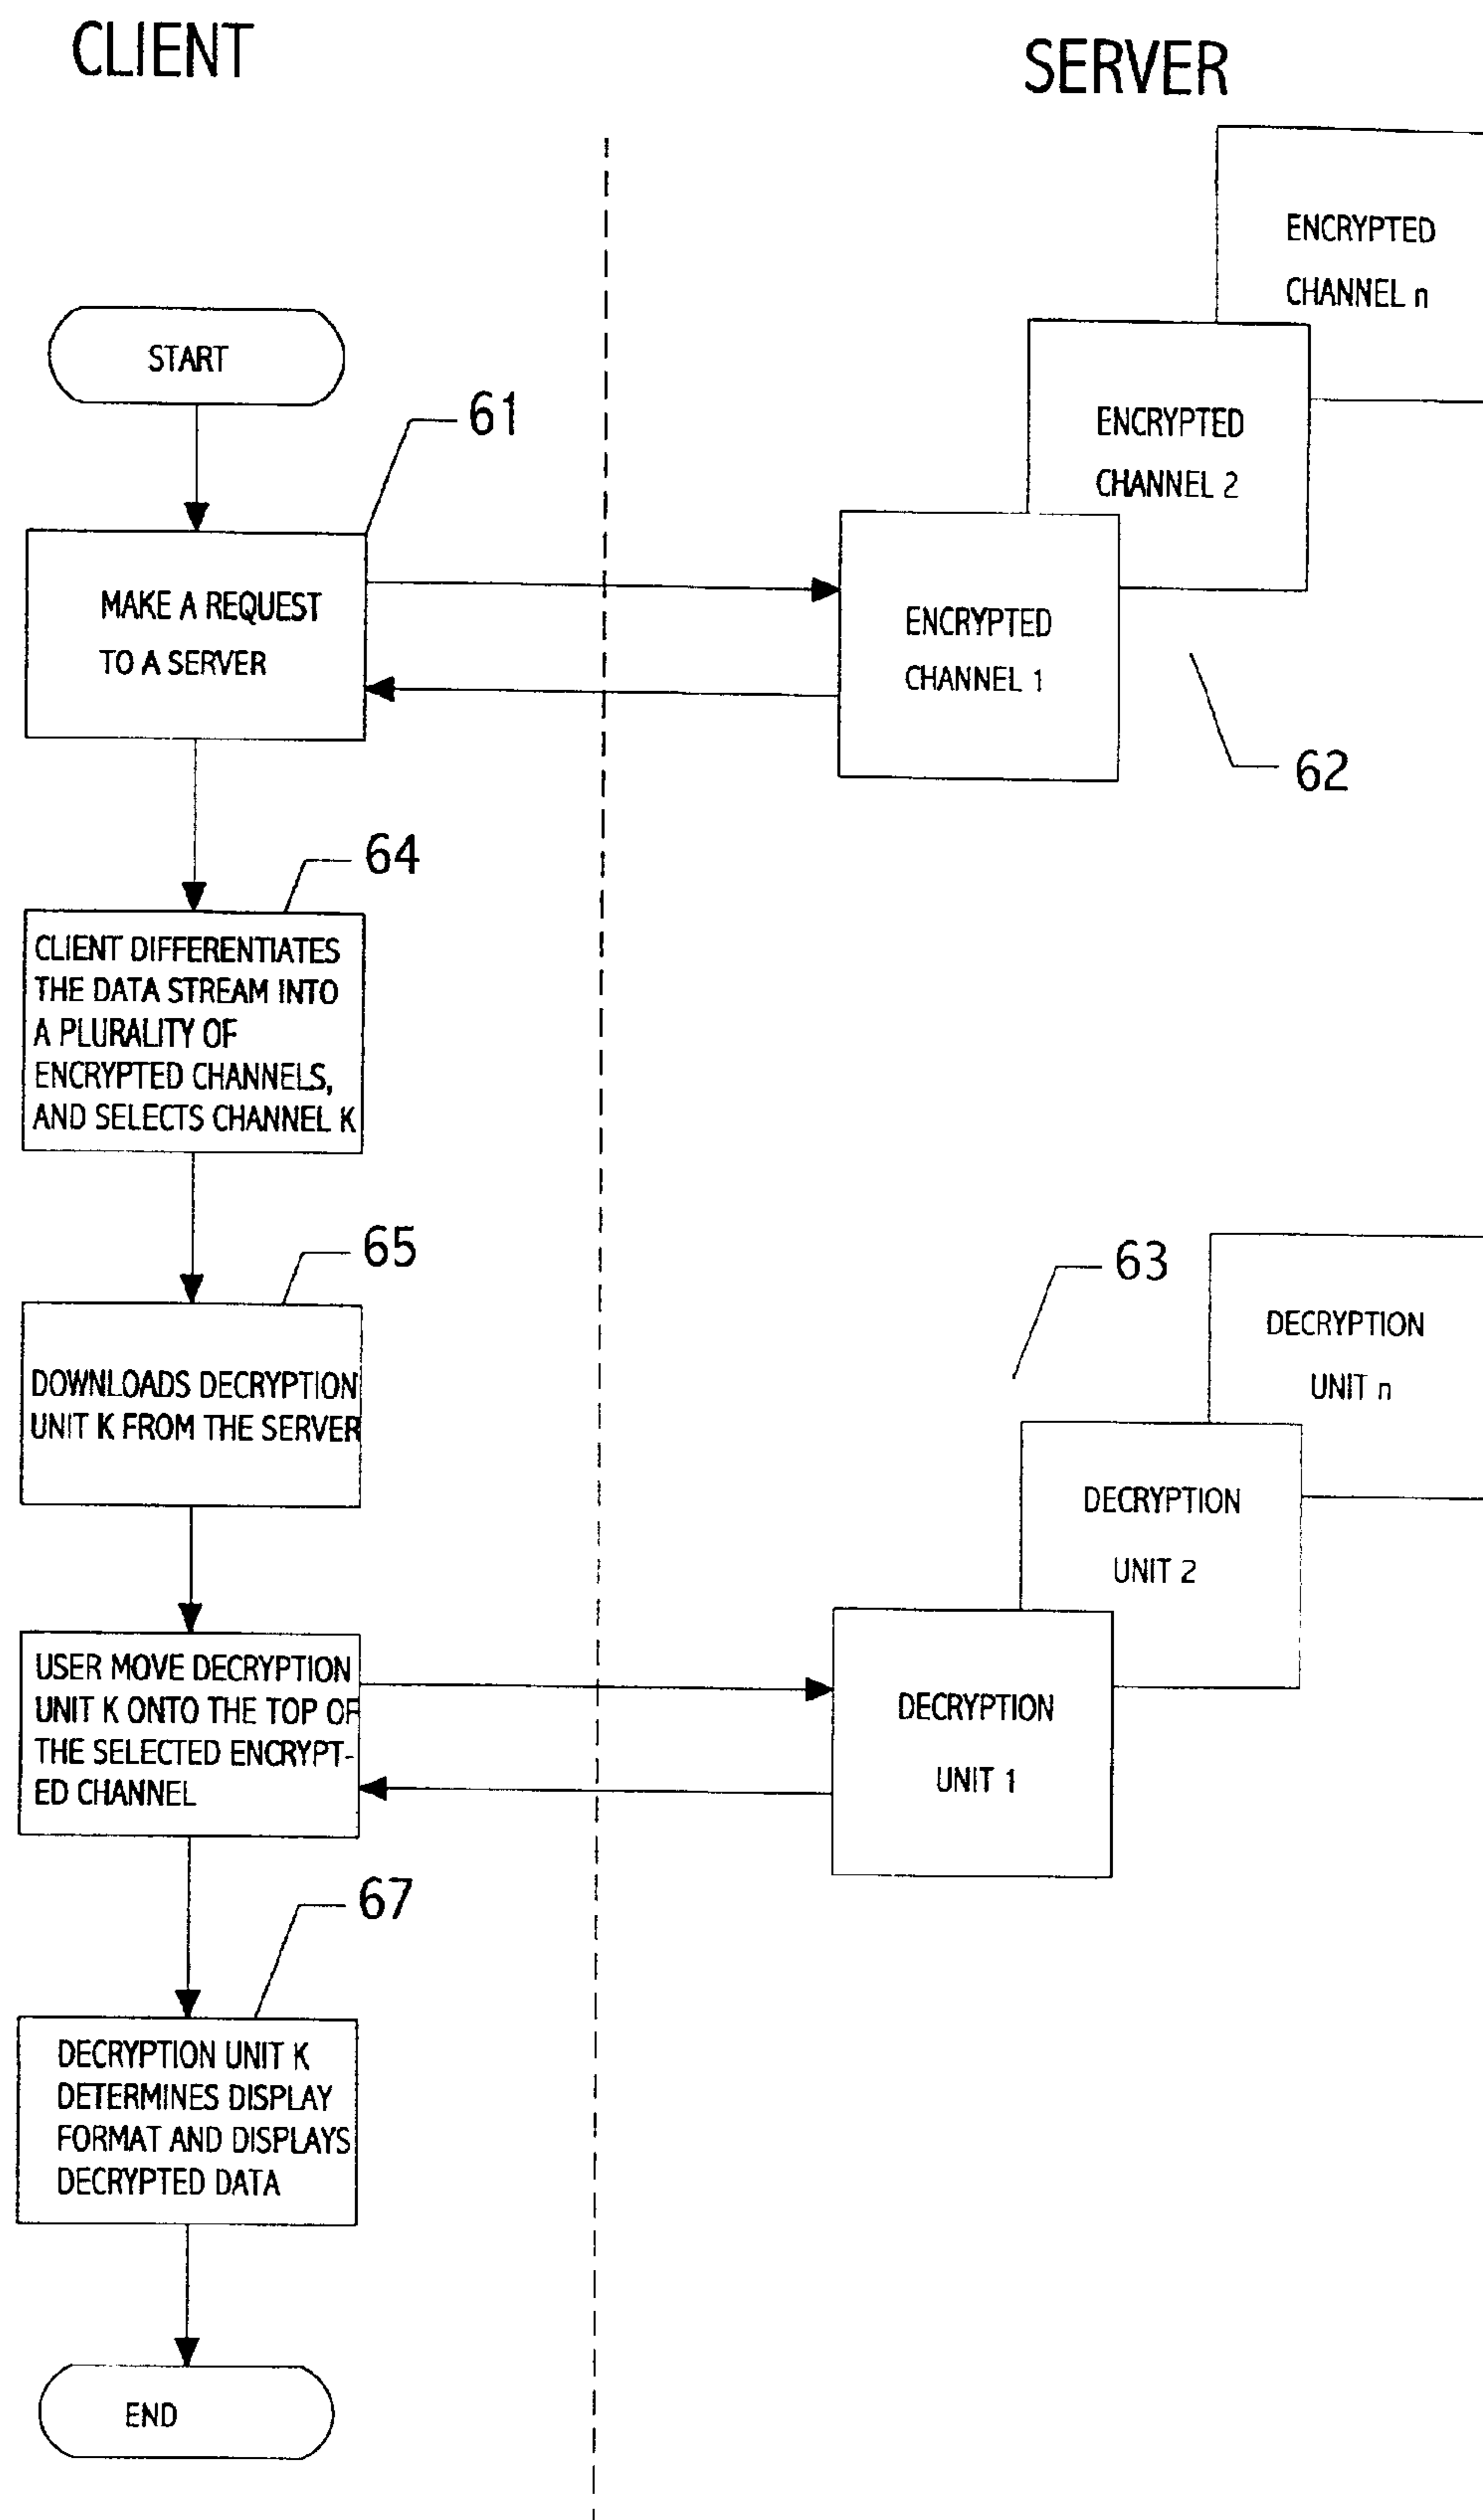 CLIENT
SERVER
ENCRYPTED
CHANNEL n
START
61
ENCRYPTED
CHANNEL 2
MAKE A REQUEST
TO A SERVER
ENCRYPTED
CHANNEL 1
62
64
CLIENT DIFFERENTIATES
THE DATA STREAM INTO
A PLURALITY OF
ENCRYPTED CHANNELS,
AND SELECTS CHANNEL K
65
63
DECRYPTION
UNIT n
DOWNLOADS DECRYPTION
UNIT K FROM THE SERVER
DECRYPTION
UNIT 2
USER MOVE DECRYPTION
UNIT K ONTO THE TOP OF
THE SELECTED ENCRYPT-
ED CHANNEL
DECRYPTION
UNIT 1
67
DECRYPTION UNIT K
DETERMINES DISPLAY
FORMAT AND DISPLAYS
DECRYPTED DATA
END